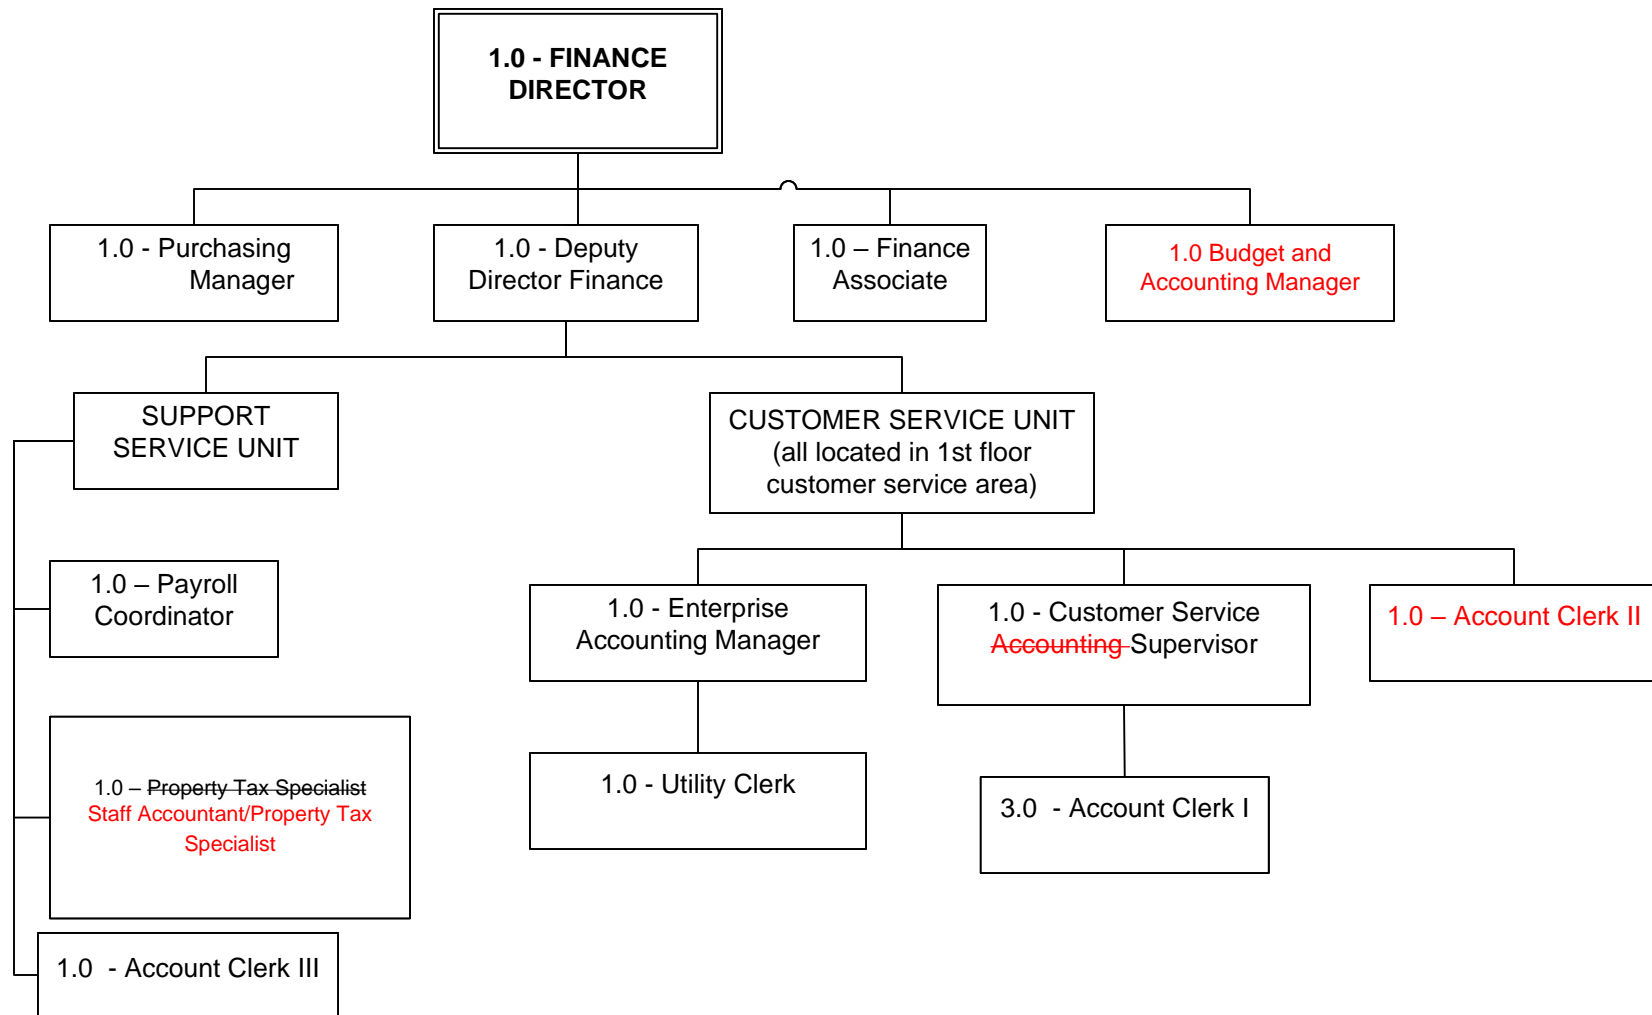 1.0 - FINANCE
DIRECTOR
1.0 - Purchasing
Manager
1.0 - Deputy
Director Finance
1.0 – Finance
Associate
1.0 Budget and
Accounting Manager
SUPPORT
SERVICE UNIT
CUSTOMER SERVICE UNIT
(all located in 1st floor
customer service area)
1.0 – Payroll
Coordinator
1.0 - Enterprise
Accounting Manager
1.0 - Customer Service
Accounting Supervisor
1.0 – Account Clerk II
1.0 – Property Tax Specialist
Staff Accountant/Property Tax
Specialist
1.0 - Utility Clerk
3.0 - Account Clerk I
1.0 - Account Clerk III